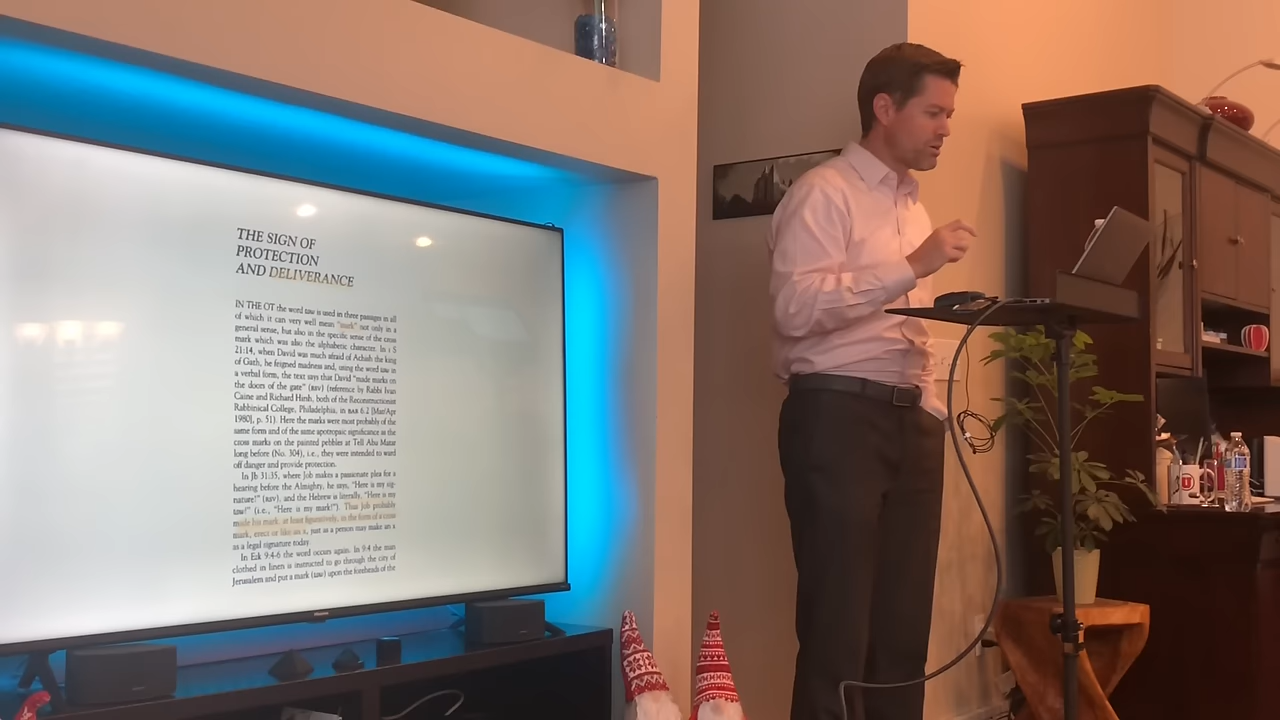 THE SIGN OF
PROTECTION
AND DELIVERANCE
IN THE OT the word taw is used in three passages in all
of which it can very well mean "mark" not only in a
general sense, but also in the specific sense of the cross
mark which was also the alphabetic character. In 1 S
21:14, when David was much afraid of Achish the king
of Gath, he feigned madness and, using the word taw in
a verbal form, the text says that David "made marks on
the doors of the gate" (RSV) (reference by Rabbi Ivan
Caine and Richard Hirsh, both of the Reconstructionist
Rabbinical College, Philadelphia, in BAR 6:2 [Mar/Apr
1980], p. 51). Here the marks were most probably of the
same form and of the same apotropaic significance as the
cross marks on the painted pebbles at Tell Abu Matar
long before (No. 304), i.e., they were intended to ward
off danger and provide protection.
In Jb 31:35, where Job makes a passionate plea for a
hearing before the Almighty, he says, "Here is my sig-
nature!" (RSV), and the Hebrew is literally, "Here is my
taw!" (i.e., "Here is my mark!"). Thus Job probably
made his mark, at least figuratively, in the form of a cross
mark, erect or like an x, just as a person may make an x
as a legal signature today.
In Ezk 9:4-6 the word occurs again. In 9:4 the man
clothed in linen is instructed to go through the city of
Jerusalem and put a mark (taw) upon the foreheads of the
Hisense
U